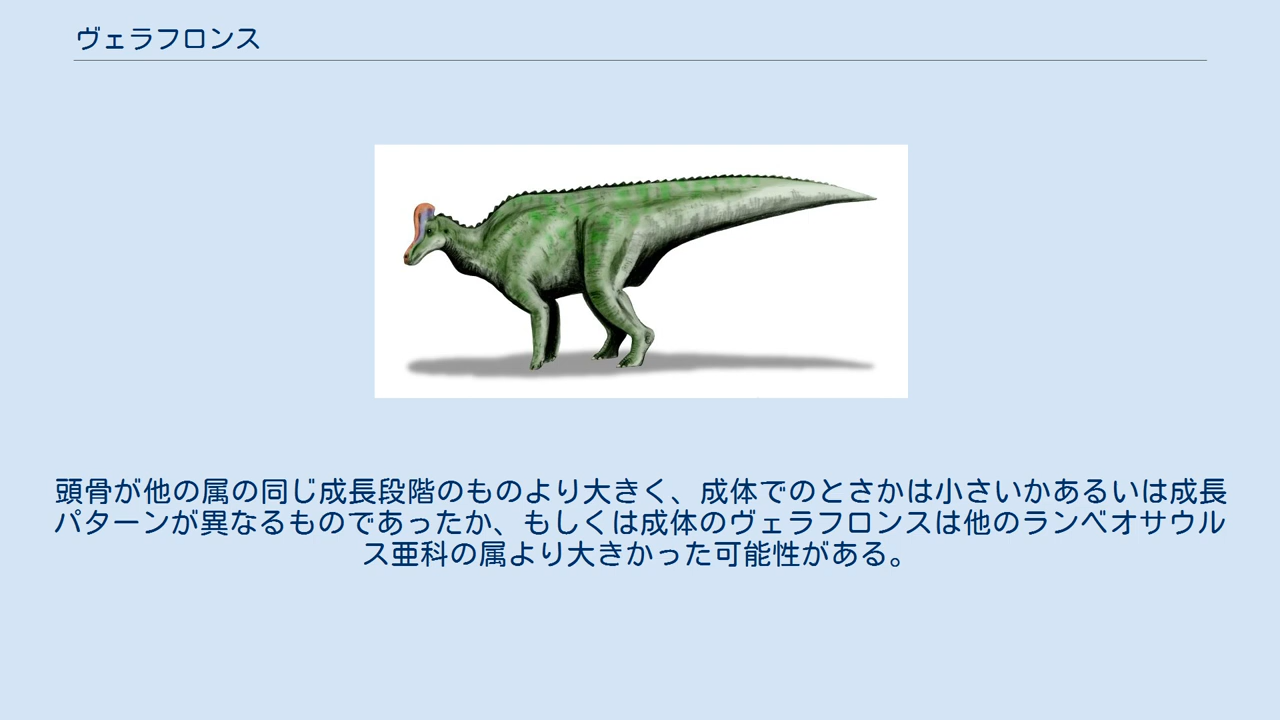 ヴェラフロンス
頭骨が他の属の同じ成長段階のものより大きく、成体でのとさかは小さいかあるいは成長
パターンが異なるものであったか、もしくは成体のヴェラフロンスは他のランベオサウル
ス亜科の属より大きかった可能性がある。